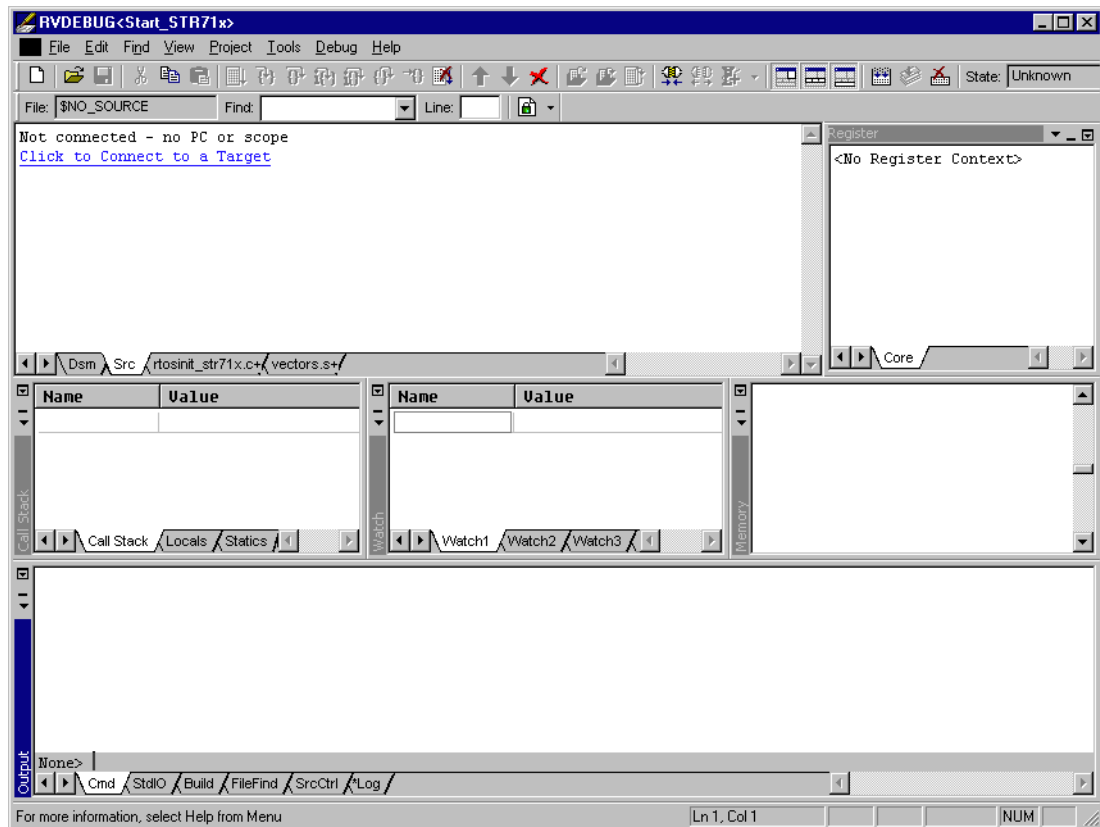 RVDEBUG<Start_STR71x>
File Edit Find View Project Tools Debug Help
State: Unknown
File: $NO_SOURCE Find: Line:
Not connected - no PC or scope
Click to Connect to a Target
Register
<No Register Context>
Dsm Src rtosinit_str71x.c+ vectors.s+
Core
Name Value
Call Stack
Call Stack Locals Statics
Name Value
Watch
Watch1 Watch2 Watch3
Memory
Output
None>
Cmd StdIO Build FileFind SrcCtrl *Log
For more information, select Help from Menu Ln 1, Col 1 NUM